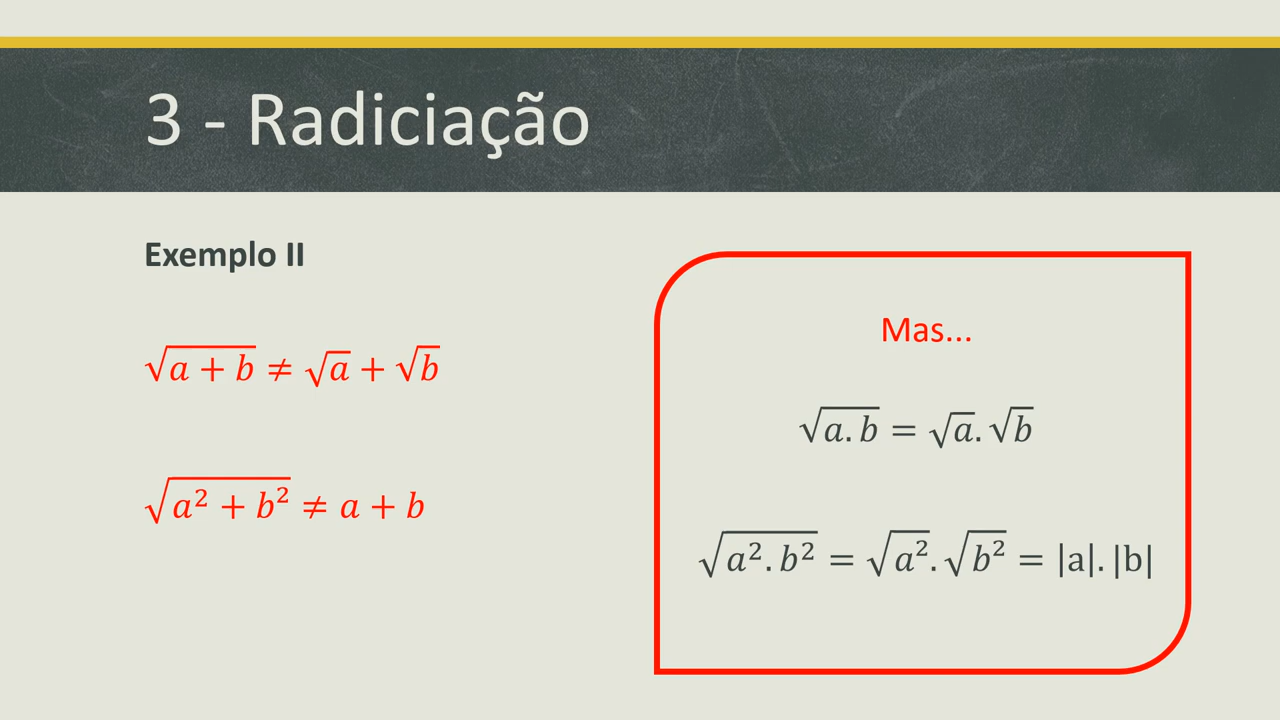 3 - Radiciação
Exemplo II
√(a + b) ≠ √a + √b
√(a² + b²) ≠ a + b
Mas...
√(a. b) = √a. √b
√(a². b²) = √a². √b² = |a|. |b|